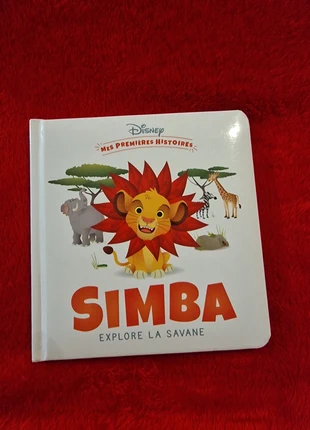 Disney
MES PREMIÈRES HISTOIRES
SIMBA
EXPLORE LA SAVANE